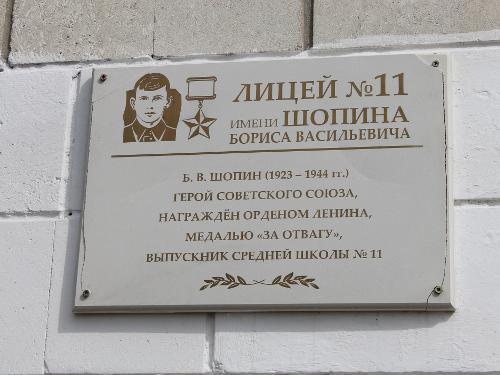 ЛИЦЕЙ №11
ИМЕНИ ШОПИНА
БОРИСА ВАСИЛЬЕВИЧА
Б. В. ШОПИН (1923 – 1944 гг.)
ГЕРОЙ СОВЕТСКОГО СОЮЗА,
НАГРАЖДЁН ОРДЕНОМ ЛЕНИНА,
МЕДАЛЬЮ «ЗА ОТВАГУ»,
ВЫПУСКНИК СРЕДНЕЙ ШКОЛЫ № 11